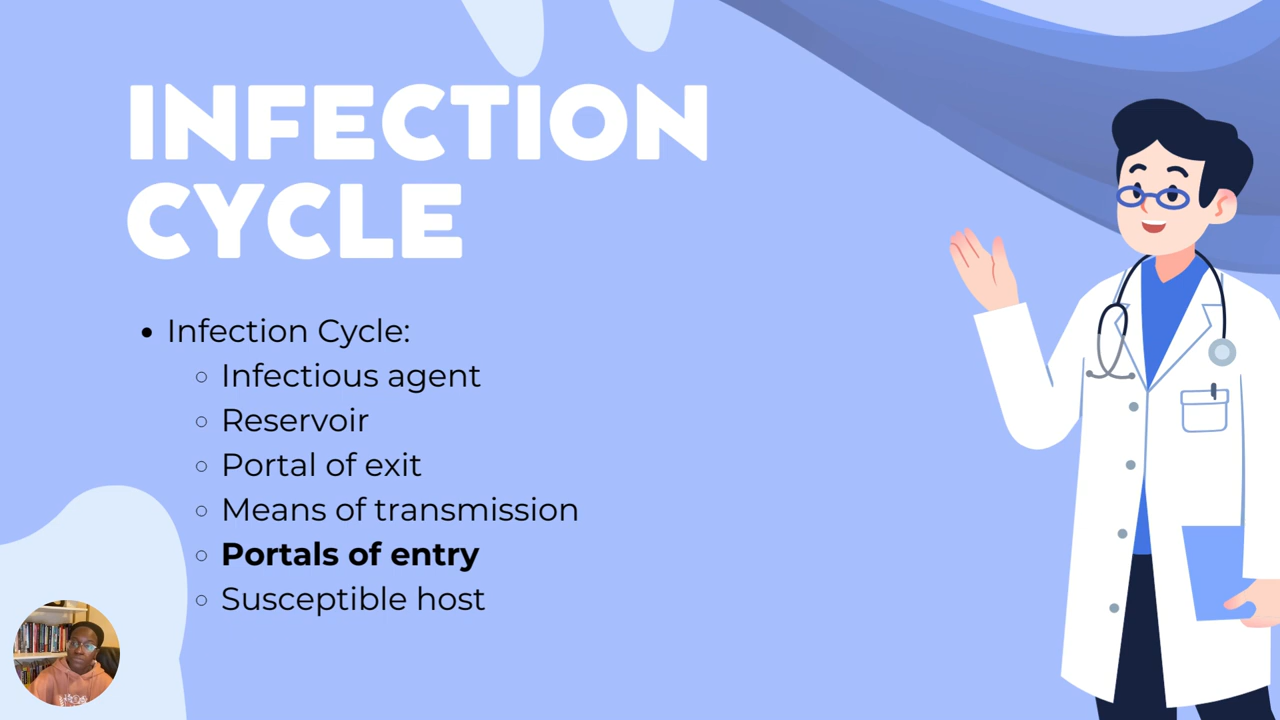 INFECTION
CYCLE
• Infection Cycle:
○ Infectious agent
○ Reservoir
○ Portal of exit
○ Means of transmission
○ Portals of entry
○ Susceptible host